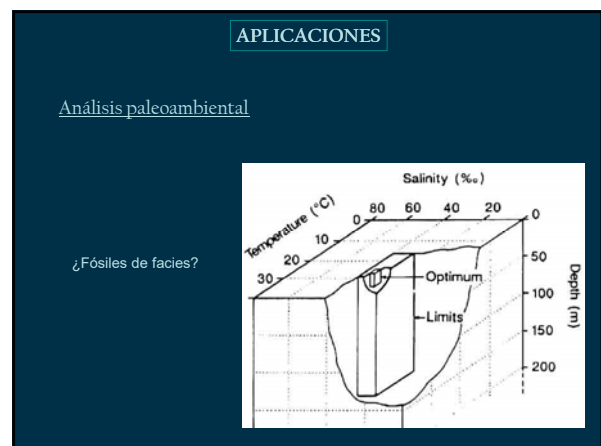 APLICACIONES
Análisis paleoambiental
¿Fósiles de facies?
Salinity (‰)
80 60 40 20
Temperature (°C)
0
10
20
30
0
50
100
150
200
Depth (m)
Optimum
Limits